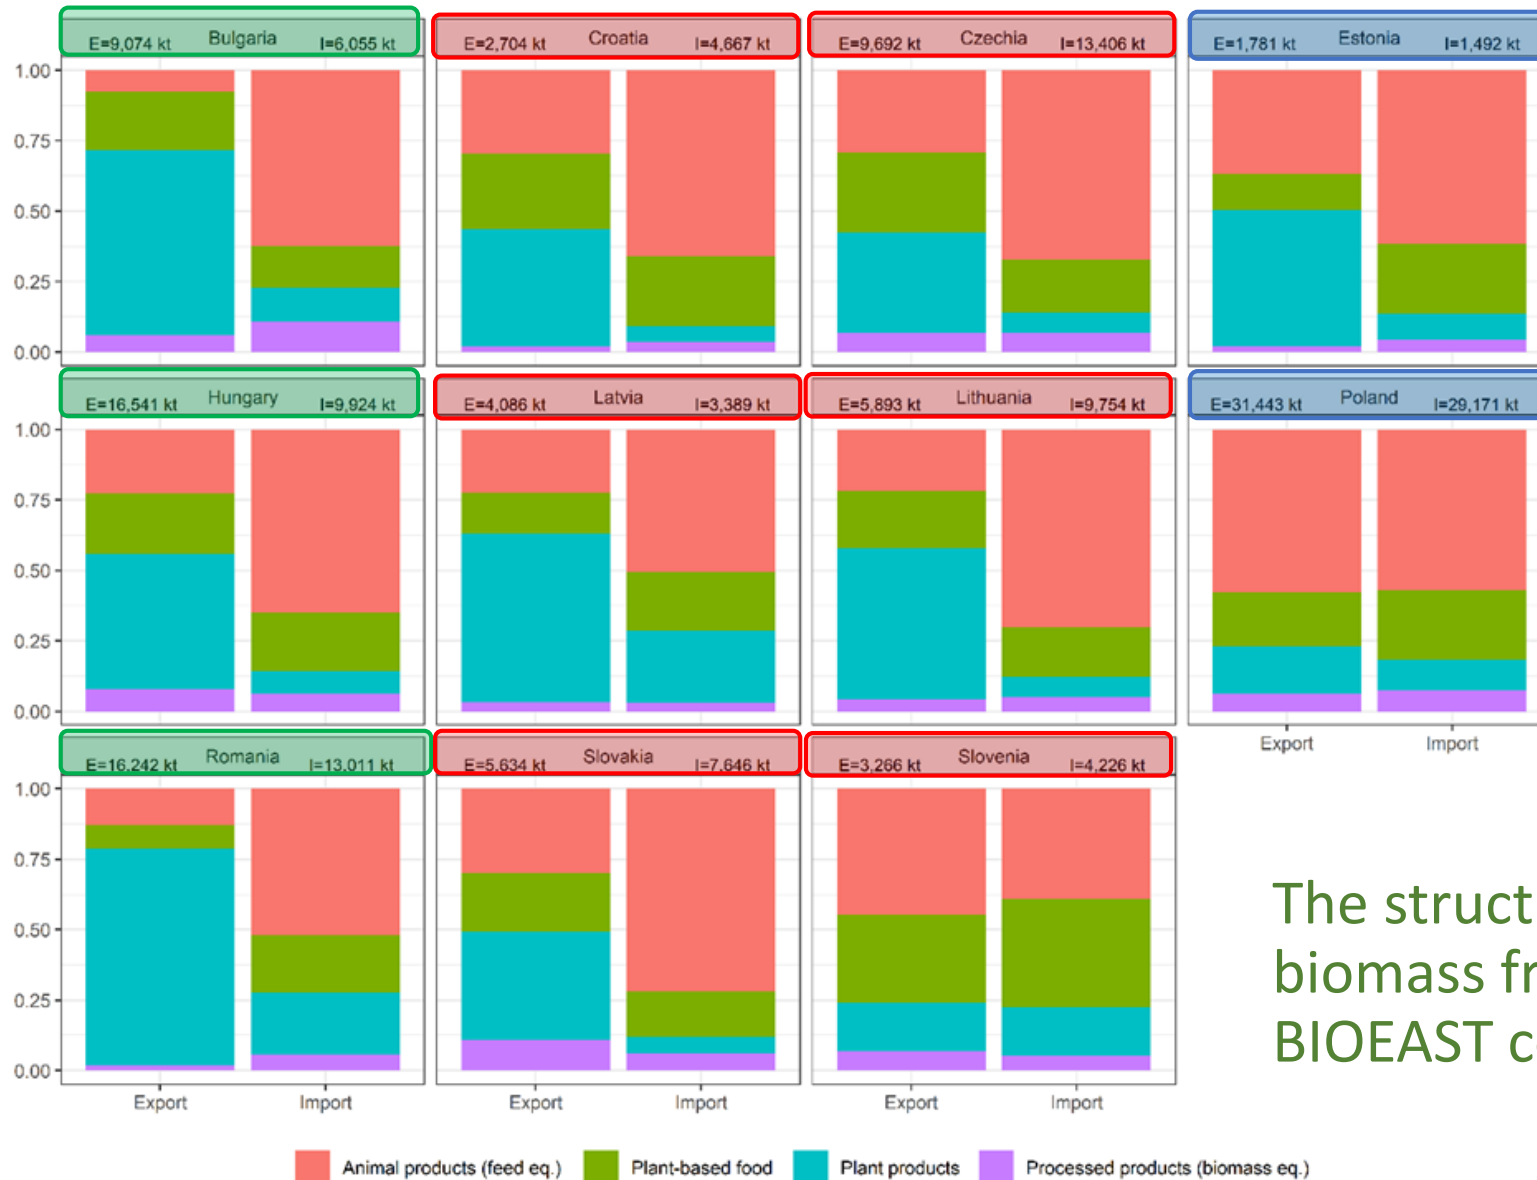 E=9,074 kt Bulgaria I=6,055 kt
E=2,704 kt Croatia I=4,667 kt
E=9,692 kt Czechia I=13,406 kt
E=1,781 kt Estonia I=1,492 kt
1.00
0.75
0.50
0.25
0.00
E=16,541 kt Hungary I=9,924 kt
E=4,086 kt Latvia I=3,389 kt
E=5,893 kt Lithuania I=9,754 kt
E=31,443 kt Poland I=29,171 kt
1.00
0.75
0.50
0.25
0.00
Export Import
E=16,242 kt Romania I=13,011 kt
E=5,634 kt Slovakia I=7,646 kt
E=3,266 kt Slovenia I=4,226 kt
1.00
0.75
0.50
0.25
0.00
Export Import
Export Import
Export Import
The struct
biomass fr
BIOEAST c
Animal products (feed eq.) Plant-based food Plant products Processed products (biomass eq.)